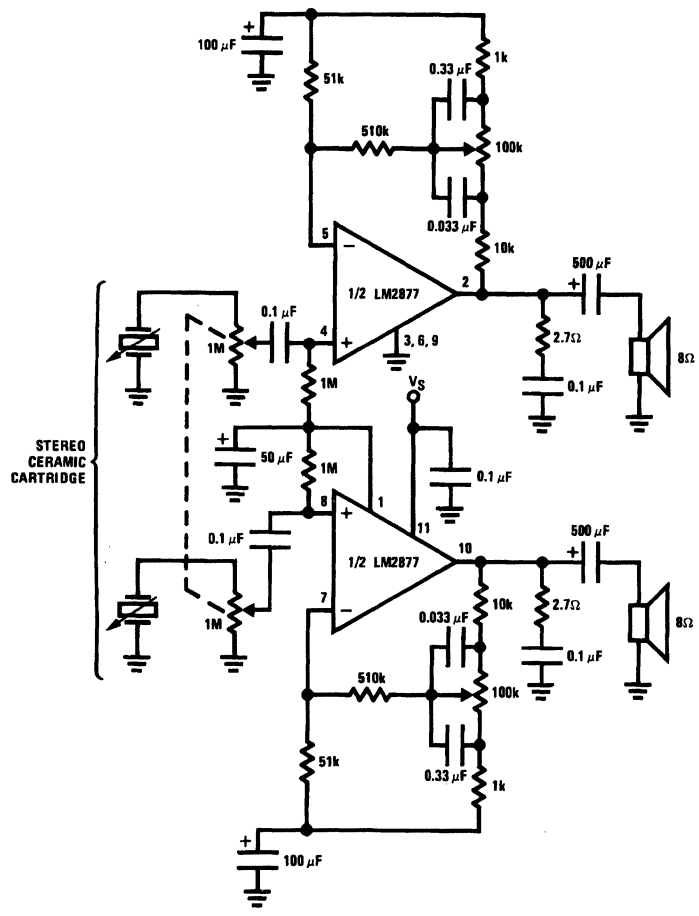 +
100 μF
51k
1k
0.33 μF
510k
100k
0.033 μF
10k
5
−
1/2 LM2877
2
+
500 μF
0.1 μF
4
+
3, 6, 9
2.7Ω
0.1 μF
8Ω
1M
1M
VS
STEREO
CERAMIC
CARTRIDGE
+
50 μF
1M
0.1 μF
8
+
1
11
0.1 μF
1/2 LM2877
10
+
500 μF
7
−
1M
10k
2.7Ω
0.1 μF
8Ω
0.033 μF
510k
100k
0.33 μF
51k
1k
+
100 μF